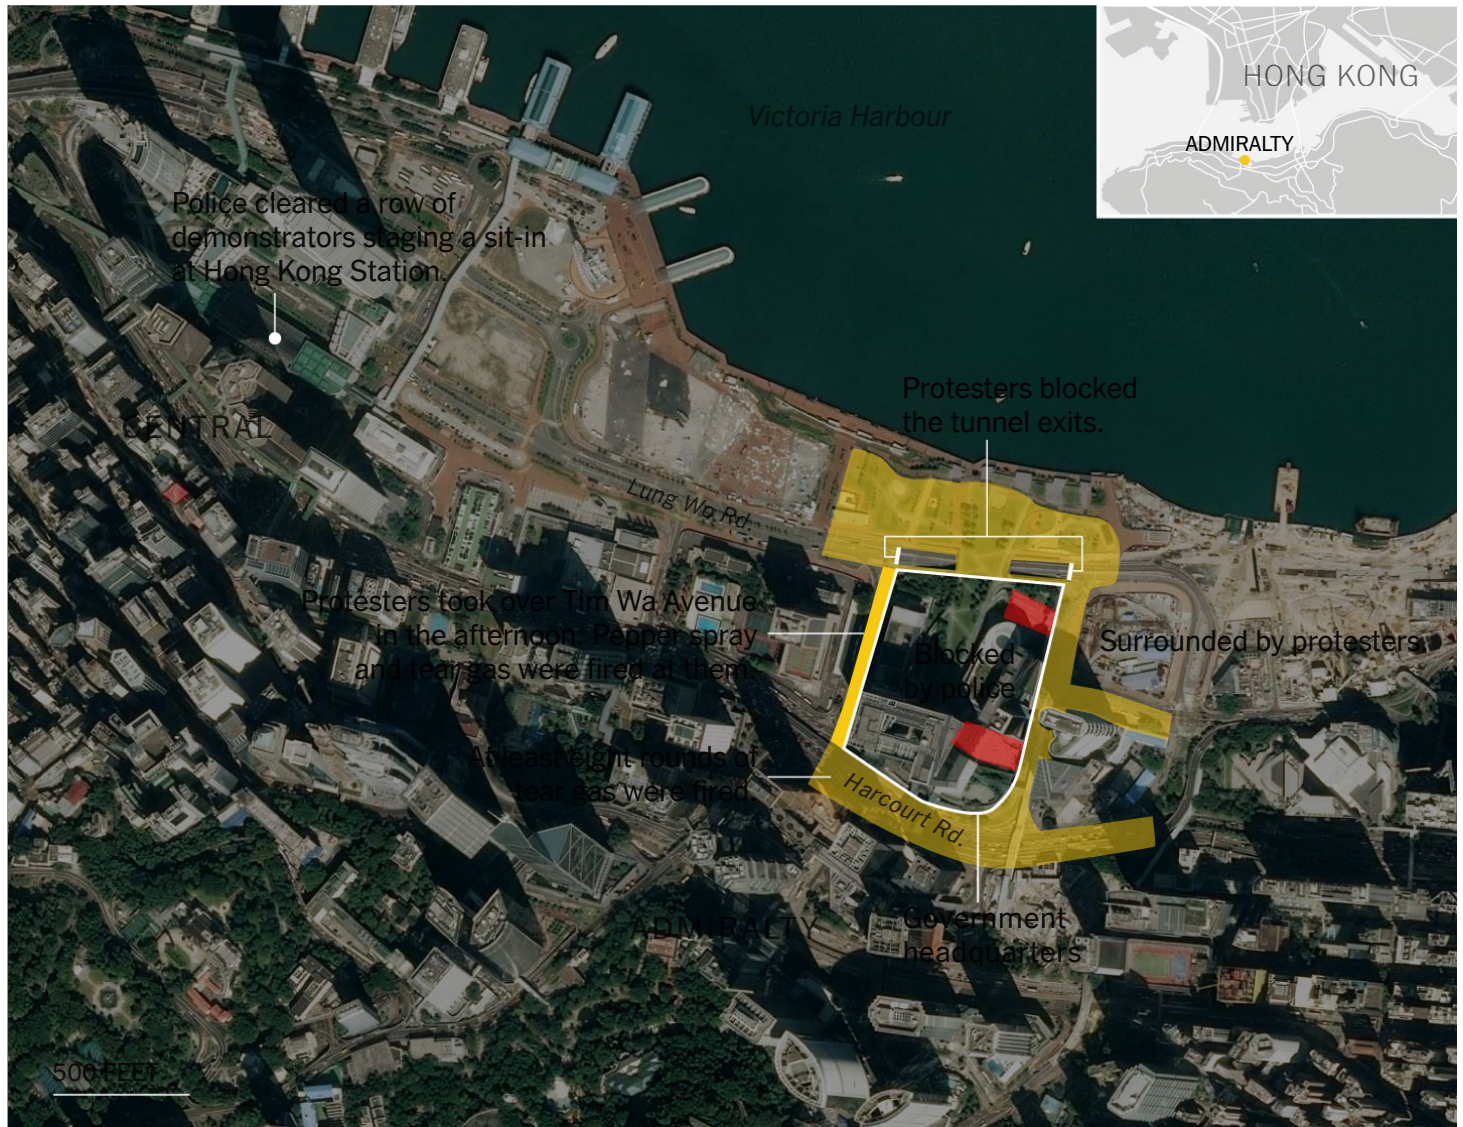 HONG KONG
ADMIRALTY
Victoria Harbour
Police cleared a row of
demonstrators staging a sit-in
at Hong Kong Station.
Protesters blocked
the tunnel exits.
CENTRAL
Lung Wo Rd.
Protesters took over Tim Wa Avenue
in the afternoon. Pepper spray
and tear gas were fired at them.
Surrounded by protesters.
Blocked
by police
At least eight rounds of
tear gas were fired.
Harcourt Rd.
ADMIRALTY
Government
headquarters
500 FEET